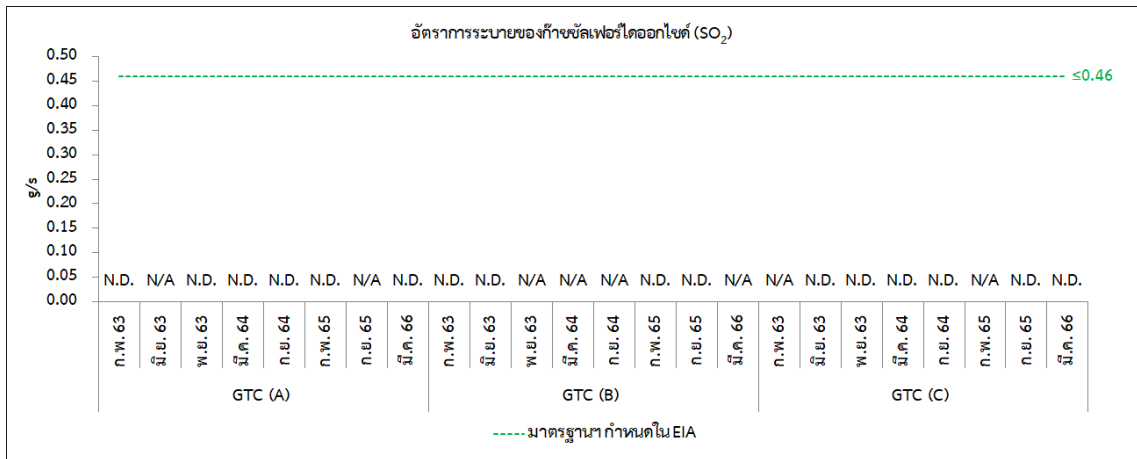 อัตราการระบายของก๊าซซัลเฟอร์ไดออกไซด์ (SO2)
0.50
0.45
0.40
0.35
0.30
0.25
0.20
0.15
0.10
0.05
0.00
g/s
≤0.46
N.D. N/A N.D. N.D. N.D. N.D. N/A N.D. N.D. N.D. N/A N/A N/A N.D. N.D. N/A N/A N.D. N.D. N.D. N.D. N/A N.D. N.D.
ก.พ. 63 มิ.ย. 63 พ.ย. 63 มี.ค. 64 ก.ย. 64 ก.พ. 65 ก.ย. 65 มี.ค. 66 ก.พ. 63 มิ.ย. 63 พ.ย. 63 มี.ค. 64 ก.ย. 64 ก.พ. 65 ก.ย. 65 มี.ค. 66 ก.พ. 63 มิ.ย. 63 พ.ย. 63 มี.ค. 64 ก.ย. 64 ก.พ. 65 ก.ย. 65 มี.ค. 66
GTC (A) GTC (B) GTC (C)
มาตรฐานฯ กำหนดใน EIA